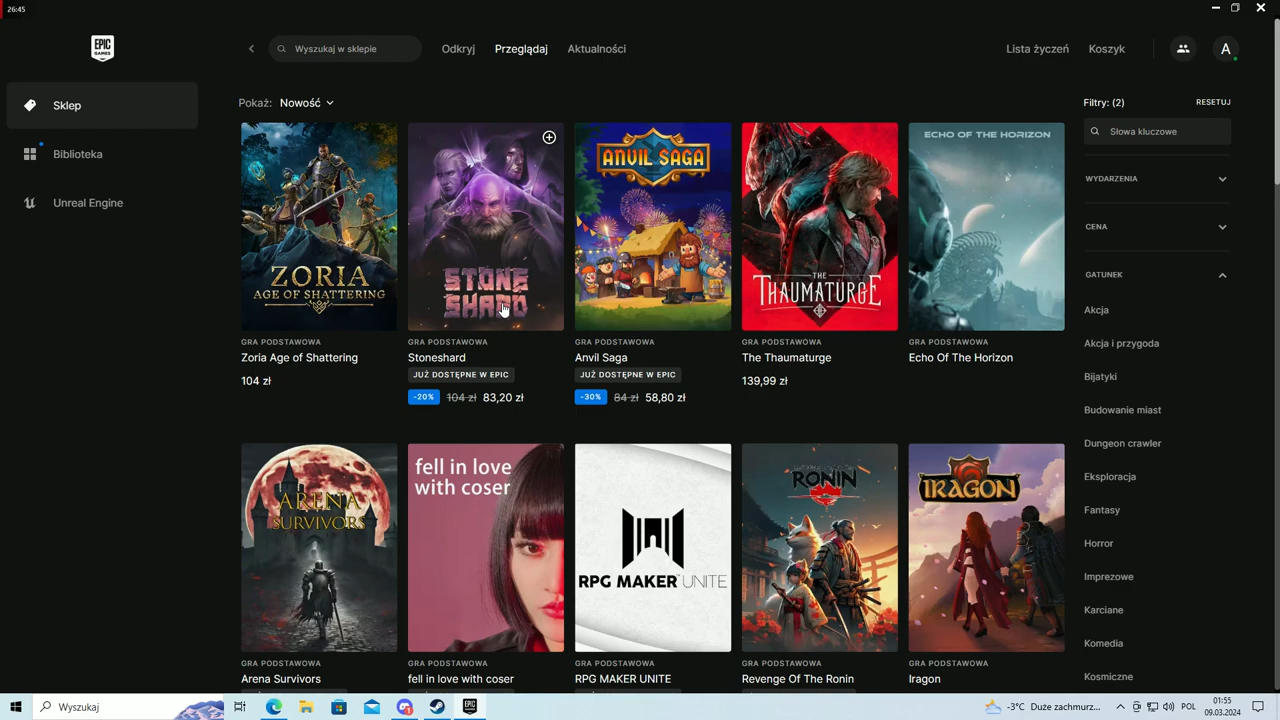 26:45
EPIC GAMES
Wyszukaj w sklepie
Odkryj
Przeglądaj
Aktualności
Lista życzeń
Koszyk
A
Sklep
Biblioteka
Unreal Engine
Pokaż: Nowość
Filtry: (2)
RESETUJ
Słowa kluczowe
WYDARZENIA
CENA
GATUNEK
Akcja
Akcja i przygoda
Bijatyki
Budowanie miast
Dungeon crawler
Eksploracja
Fantasy
Horror
Imprezowe
Karciane
Komedia
Kosmiczne
ZORIA
AGE OF SHATTERING
GRA PODSTAWOWA
Zoria Age of Shattering
104 zł
STONE
SHARD
GRA PODSTAWOWA
Stoneshard
JUŻ DOSTĘPNE W EPIC
-20% 104 zł 83,20 zł
ANVIL SAGA
GRA PODSTAWOWA
Anvil Saga
JUŻ DOSTĘPNE W EPIC
-30% 84 zł 58,80 zł
THE
THAUMATURGE
GRA PODSTAWOWA
The Thaumaturge
139,99 zł
ECHO OF THE HORIZON
GRA PODSTAWOWA
Echo Of The Horizon
ARENA
SURVIVORS
GRA PODSTAWOWA
Arena Survivors
fell in love
with coser
GRA PODSTAWOWA
fell in love with coser
RPG MAKER UNITE
GRA PODSTAWOWA
RPG MAKER UNITE
RONIN
GRA PODSTAWOWA
Revenge Of The Ronin
IRAGON
GRA PODSTAWOWA
Iragon
Wyszukaj
-3°C Duże zachmurz...
POL
01:55
09.03.2024